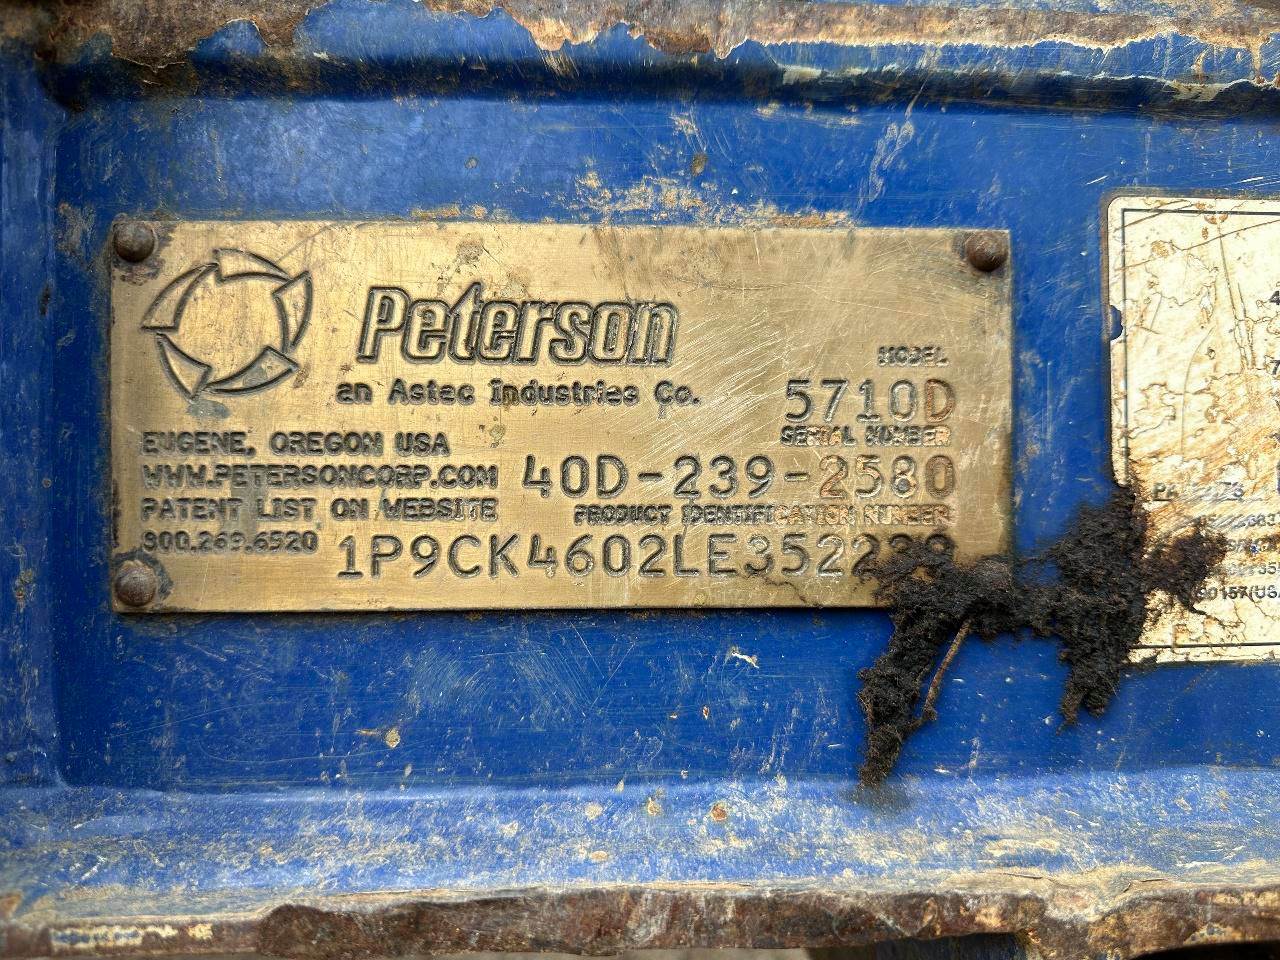 Peterson
an Astec Industries Co.
MODEL
5710D
SERIAL NUMBER
40D-239-2580
EUGENE, OREGON USA
WWW.PETERSONCORP.COM
PATENT LIST ON WEBSITE
800.269.6520
PRODUCT IDENTIFICATION NUMBER